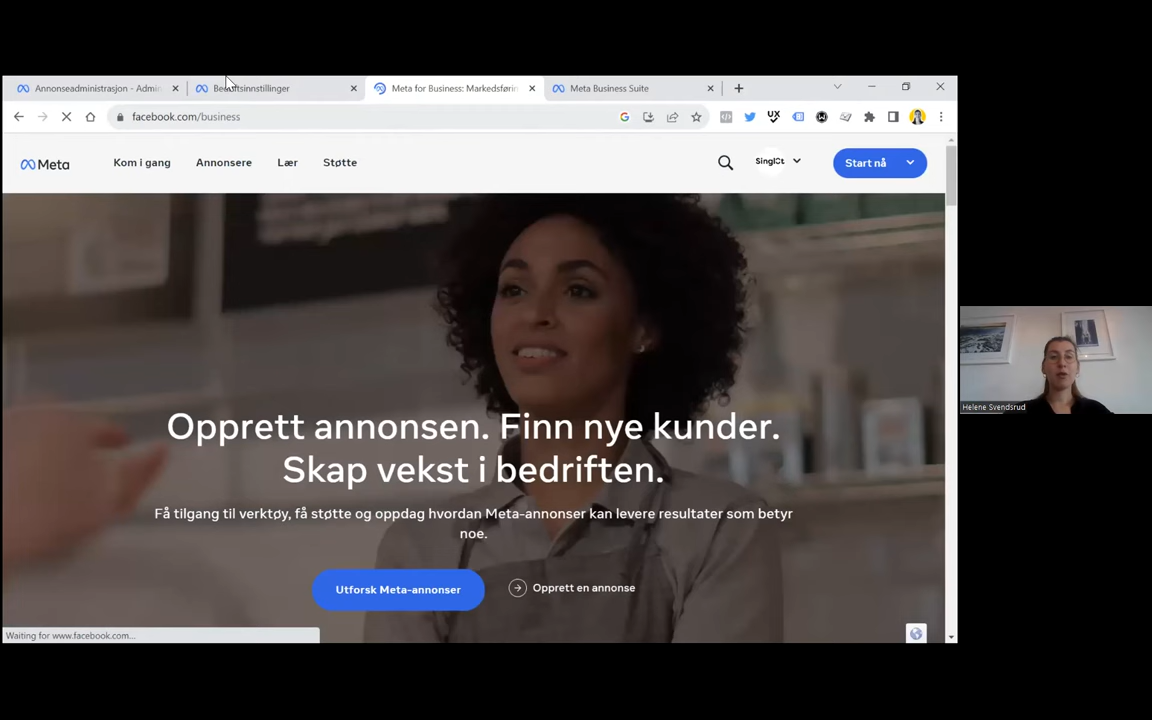 Annonseadministrasjon - Admin
Bedriftsinnstillinger
Meta for Business: Markedsførin
Meta Business Suite
facebook.com/business
Meta
Kom i gang
Annonsere
Lær
Støtte
SinglOt
Start nå
Opprett annonsen. Finn nye kunder.
Skap vekst i bedriften.
Få tilgang til verktøy, få støtte og oppdag hvordan Meta-annonser kan levere resultater som betyr
noe.
Utforsk Meta-annonser
Opprett en annonse
Waiting for www.facebook.com...
Helene Svendsrud